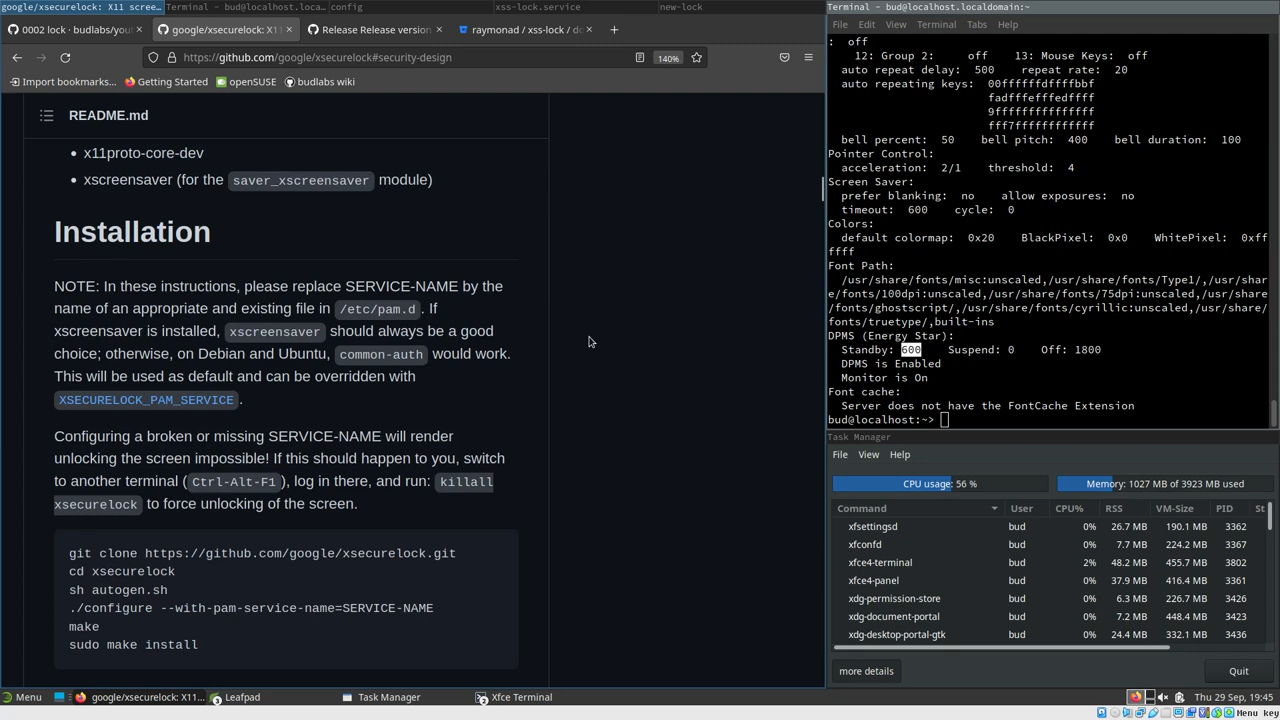 google/xsecurelock: X11 scree…
Terminal - bud@localhost.loca…
config
xss-lock.service
new-lock
0002 lock · budlabs/you
google/xsecurelock: X11
Release Release version
raymonad / xss-lock / do
https://github.com/google/xsecurelock#security-design
140%
Import bookmarks...
Getting Started
openSUSE
budlabs wiki
README.md
x11proto-core-dev
xscreensaver (for the saver_xscreensaver module)
Installation
NOTE: In these instructions, please replace SERVICE-NAME by the
name of an appropriate and existing file in /etc/pam.d. If
xscreensaver is installed, xscreensaver should always be a good
choice; otherwise, on Debian and Ubuntu, common-auth would work.
This will be used as default and can be overridden with
XSECURELOCK_PAM_SERVICE.
Configuring a broken or missing SERVICE-NAME will render
unlocking the screen impossible! If this should happen to you, switch
to another terminal (Ctrl-Alt-F1), log in there, and run: killall
xsecurelock to force unlocking of the screen.
git clone https://github.com/google/xsecurelock.git
cd xsecurelock
sh autogen.sh
./configure --with-pam-service-name=SERVICE-NAME
make
sudo make install
Terminal - bud@localhost.localdomain:~
File Edit View Terminal Tabs Help
: off
12: Group 2: off 13: Mouse Keys: off
auto repeat delay: 500 repeat rate: 20
auto repeating keys: 00ffffffdffffbbf
fadfffefffedffff
9fffffffffffffff
fff7ffffffffffff
bell percent: 50 bell pitch: 400 bell duration: 100
Pointer Control:
acceleration: 2/1 threshold: 4
Screen Saver:
prefer blanking: no allow exposures: no
timeout: 600 cycle: 0
Colors:
default colormap: 0x20 BlackPixel: 0x0 WhitePixel: 0xff
ffff
Font Path:
/usr/share/fonts/misc:unscaled,/usr/share/fonts/Type1/,/usr/shar
e/fonts/100dpi:unscaled,/usr/share/fonts/75dpi:unscaled,/usr/share
/fonts/ghostscript/,/usr/share/fonts/cyrillic:unscaled,/usr/share/
fonts/truetype/,built-ins
DPMS (Energy Star):
Standby: 600 Suspend: 0 Off: 1800
DPMS is Enabled
Monitor is On
Font cache:
Server does not have the FontCache Extension
bud@localhost:~>
Task Manager
File View Help
CPU usage: 56 %
Memory: 1027 MB of 3923 MB used
Command User CPU% RSS VM-Size PID St
xfsettingsd bud 0% 26.7 MB 190.1 MB 3362
xfconfd bud 0% 7.7 MB 224.2 MB 3367
xfce4-terminal bud 2% 48.2 MB 455.7 MB 3802
xfce4-panel bud 0% 37.9 MB 416.4 MB 3361
xdg-permission-store bud 0% 6.3 MB 226.7 MB 3426
xdg-document-portal bud 0% 7.2 MB 448.4 MB 3423
xdg-desktop-portal-gtk bud 0% 24.4 MB 332.1 MB 3436
more details
Quit
Menu
google/xsecurelock: X11…
3
Leafpad
Task Manager
2
Xfce Terminal
Thu 29 Sep, 19:45
Menu key